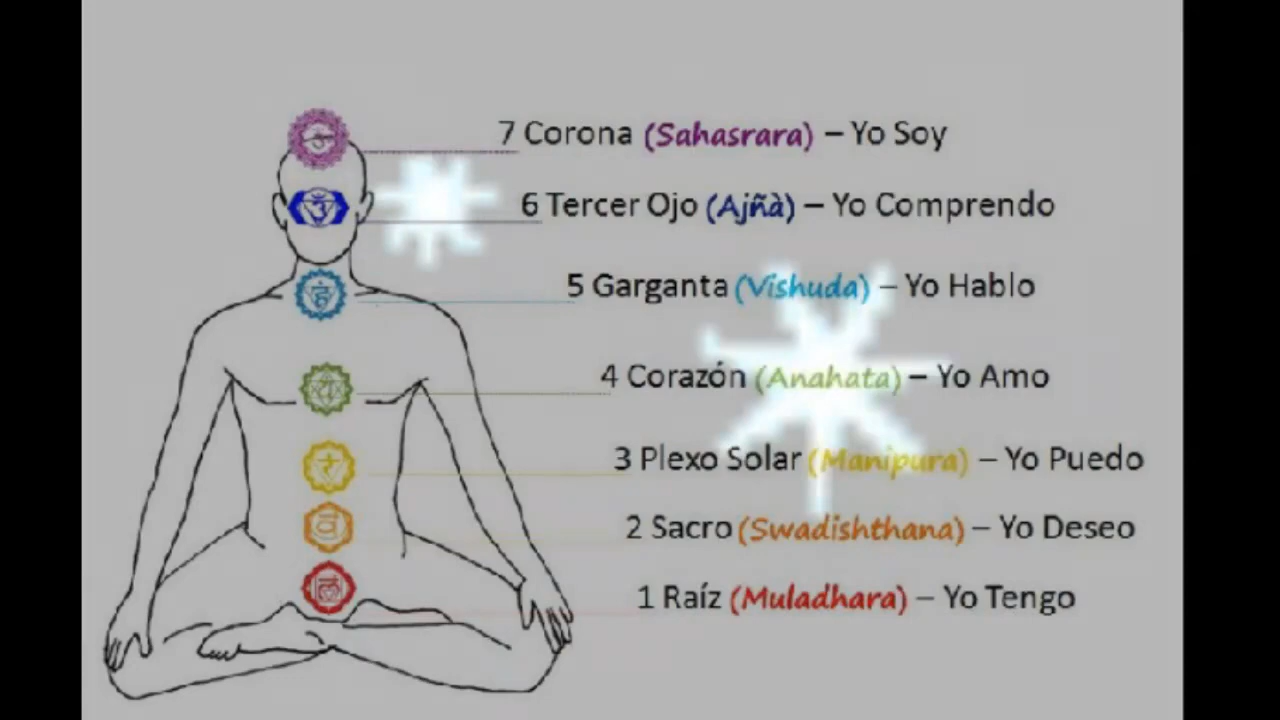 7 Corona (Sahasrara) – Yo Soy
6 Tercer Ojo (Ajñà) – Yo Comprendo
5 Garganta (Vishuda) – Yo Hablo
4 Corazón (Anahata) – Yo Amo
3 Plexo Solar (Manipura) – Yo Puedo
2 Sacro (Swadishthana) – Yo Deseo
1 Raíz (Muladhara) – Yo Tengo